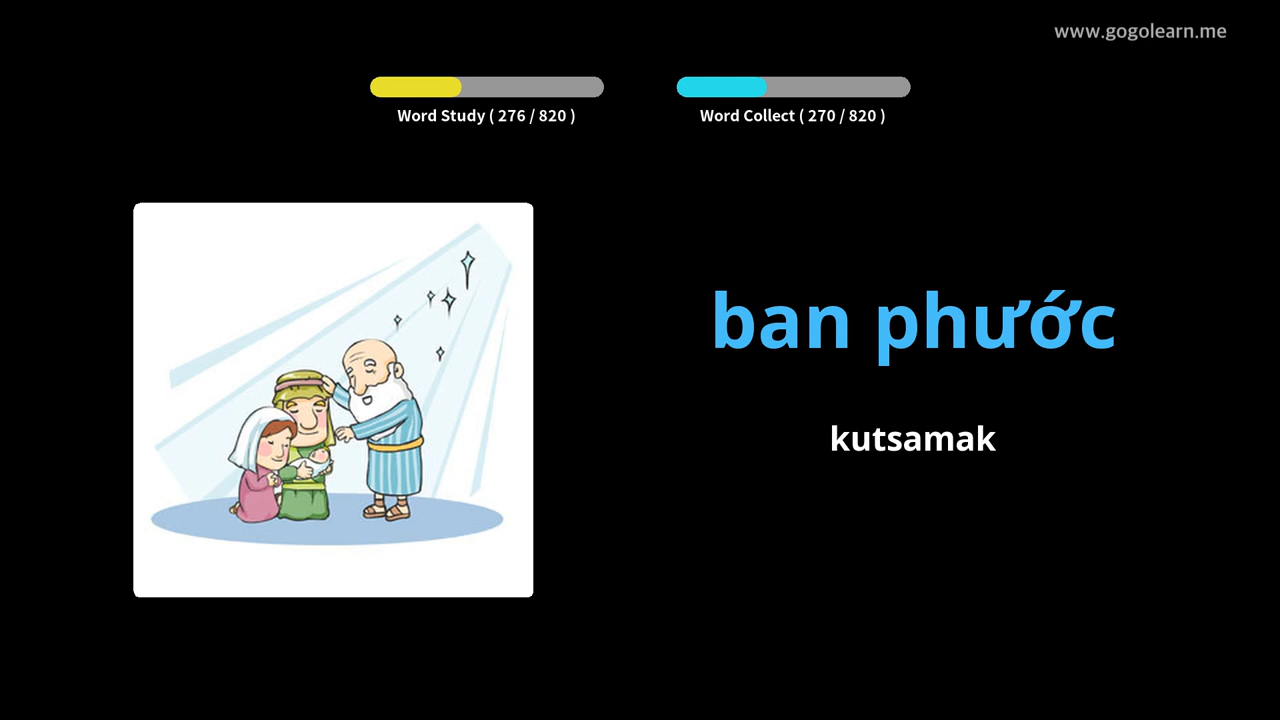 www.gogolearn.me
Word Study ( 276 / 820 )
Word Collect ( 270 / 820 )
ban phước
kutsamak